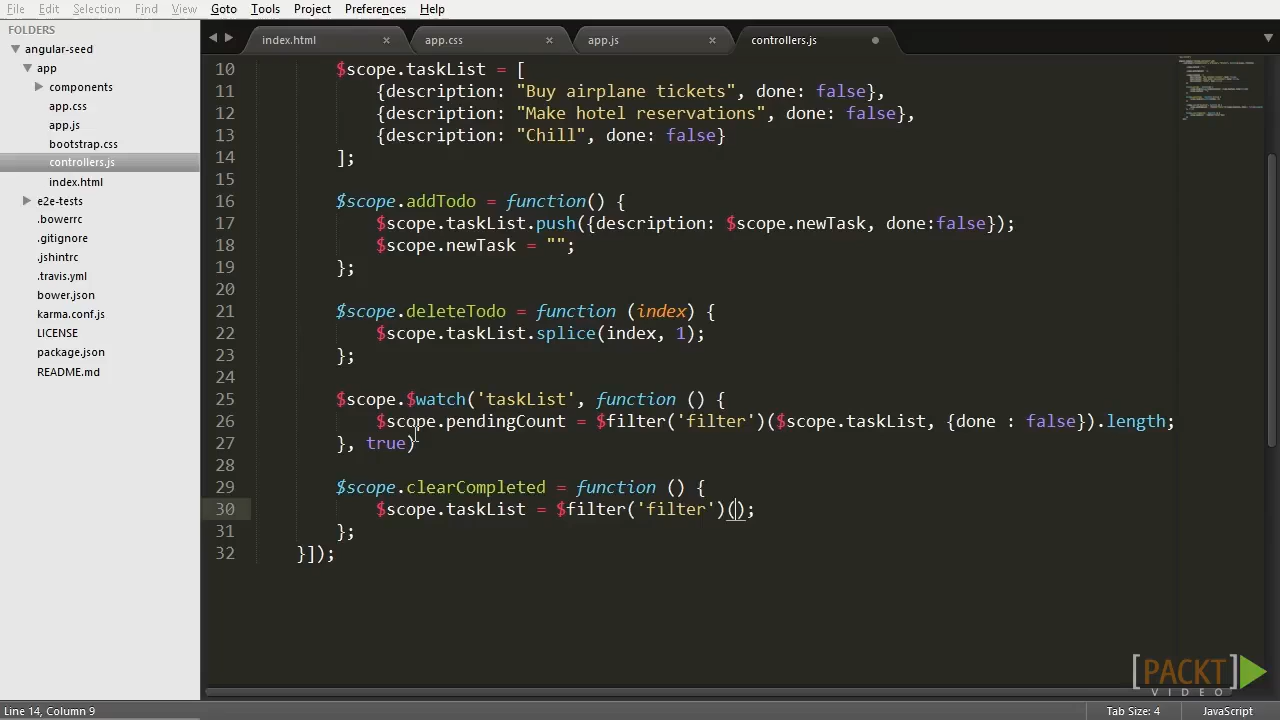 File Edit Selection Find View Goto Tools Project Preferences Help
FOLDERS
angular-seed
app
components
app.css
app.js
bootstrap.css
controllers.js
index.html
e2e-tests
.bowerrc
.gitignore
.jshintrc
.travis.yml
bower.json
karma.conf.js
LICENSE
package.json
README.md
index.html × app.css × app.js × controllers.js
10 $scope.taskList = [
11 {description: "Buy airplane tickets", done: false},
12 {description: "Make hotel reservations", done: false},
13 {description: "Chill", done: false}
14 ];
15
16 $scope.addTodo = function() {
17 $scope.taskList.push({description: $scope.newTask, done:false});
18 $scope.newTask = "";
19 };
20
21 $scope.deleteTodo = function (index) {
22 $scope.taskList.splice(index, 1);
23 };
24
25 $scope.$watch('taskList', function () {
26 $scope.pendingCount = $filter('filter')($scope.taskList, {done : false}).length;
27 }, true)
28
29 $scope.clearCompleted = function () {
30 $scope.taskList = $filter('filter')();
31 };
32 }]);
[PACKT]
VIDEO
Line 14, Column 9 Tab Size: 4 JavaScript